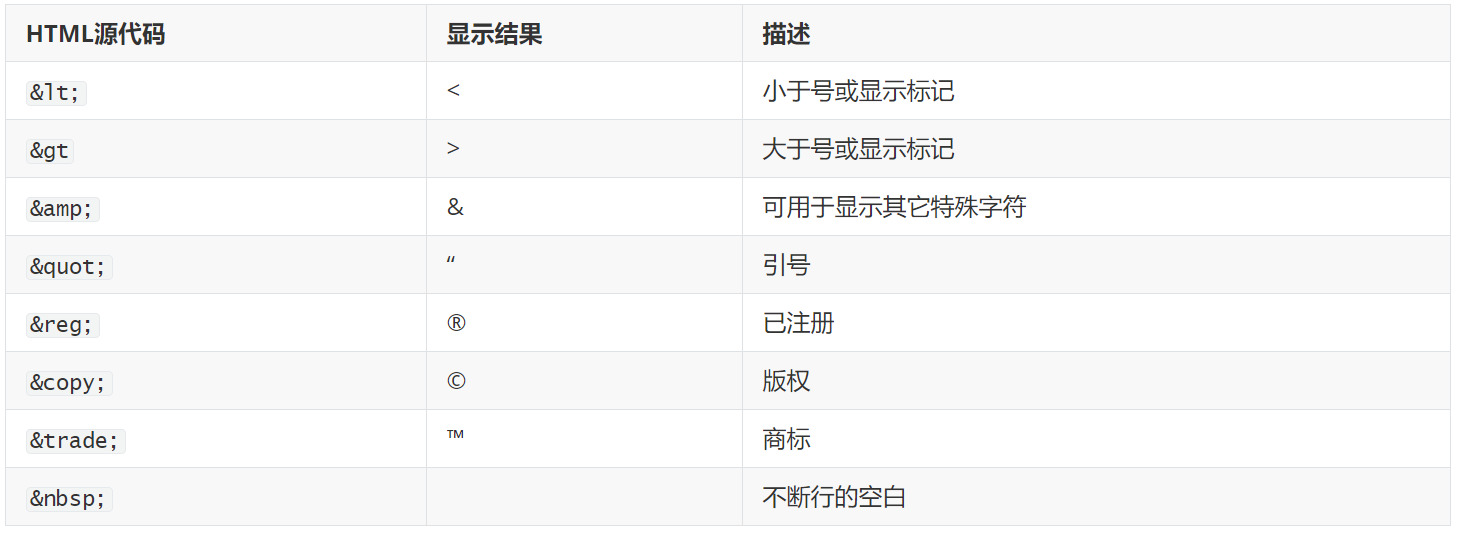 HTML源代码 显示结果 描述
&lt; < 小于号或显示标记
&gt > 大于号或显示标记
&amp; & 可用于显示其它特殊字符
&quot; “ 引号
&reg; ® 已注册
&copy; © 版权
&trade; ™ 商标
&nbsp; 不断行的空白